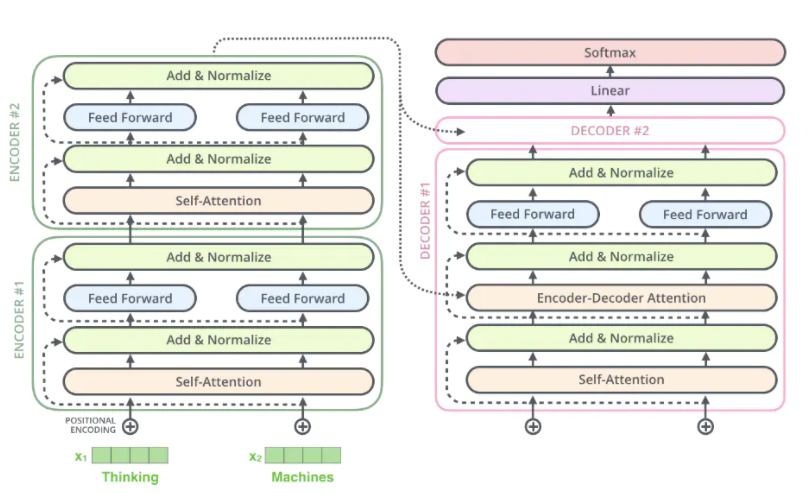 ENCODER #2
Add & Normalize
Feed Forward
Feed Forward
Add & Normalize
Self-Attention
ENCODER #1
Add & Normalize
Feed Forward
Feed Forward
Add & Normalize
Self-Attention
POSITIONAL
ENCODING
x₁
x₂
Thinking
Machines
Softmax
Linear
DECODER #2
DECODER #1
Add & Normalize
Feed Forward
Feed Forward
Add & Normalize
Encoder-Decoder Attention
Add & Normalize
Self-Attention